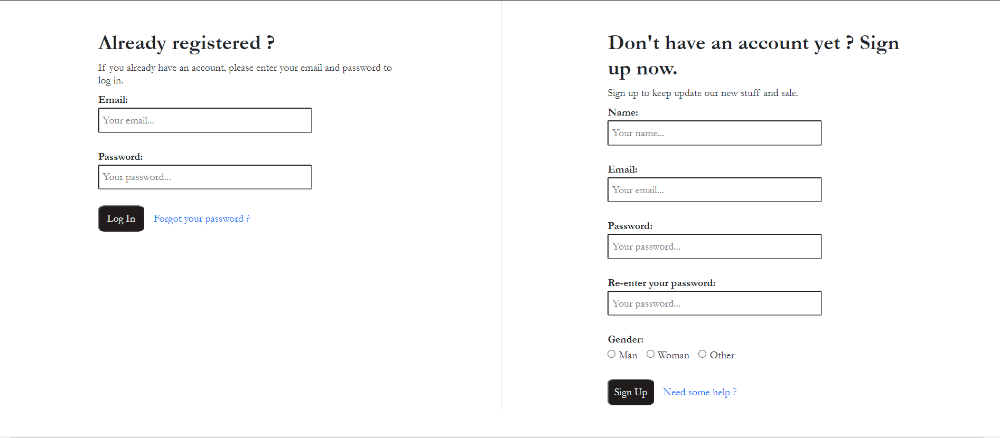 Already registered ?
If you already have an account, please enter your email and password to
log in.
Email:
Your email...
Password:
Your password...
Log In
Forgot your password ?
Don't have an account yet ? Sign
up now.
Sign up to keep update our new stuff and sale.
Name:
Your name...
Email:
Your email...
Password:
Your password...
Re-enter your password:
Your password...
Gender:
Man Woman Other
Sign Up
Need some help ?